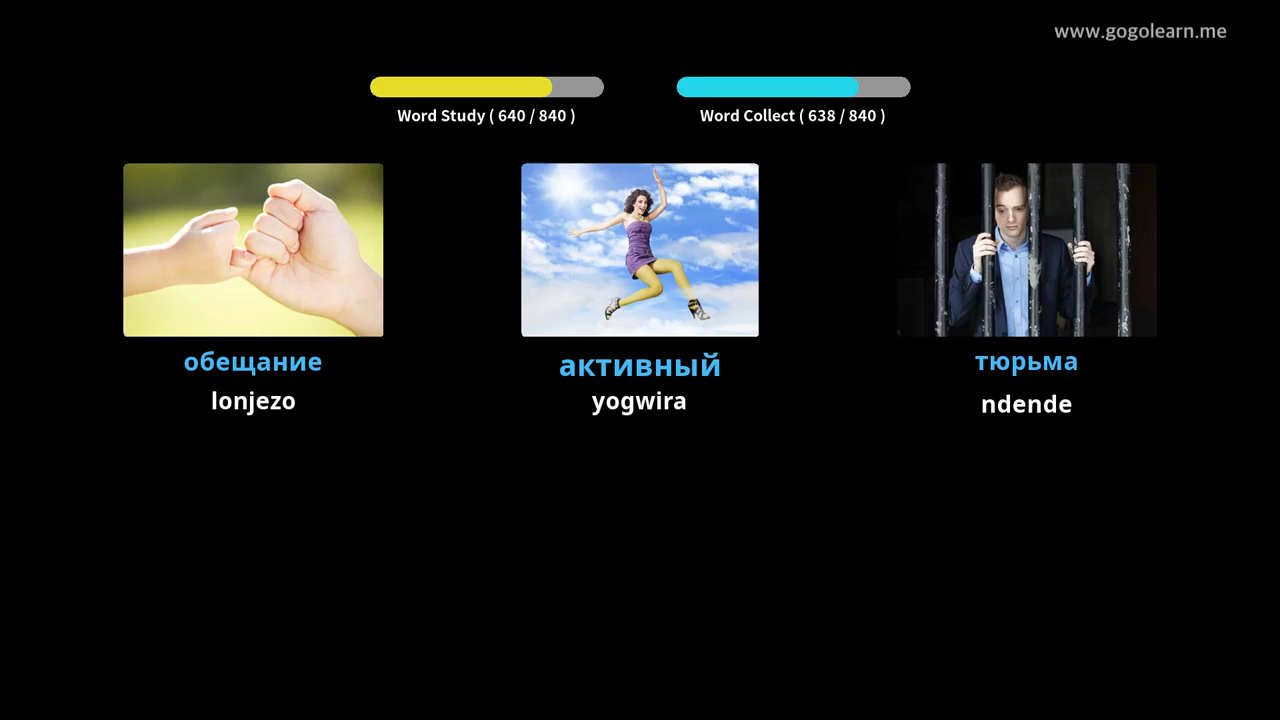 www.gogolearn.me
Word Study ( 640 / 840 )
Word Collect ( 638 / 840 )
обещание
lonjezo
активный
yogwira
тюрьма
ndende